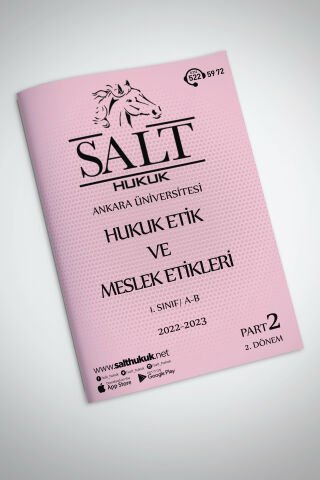 522 59 72
SALT
HUKUK
ANKARA ÜNİVERSİTESİ
HUKUK ETİK
VE
MESLEK ETİKLERİ
1. SINIF/ A-B
2022-2023
PART 2
2. DÖNEM
www.salthukuk.net
App Store
Google Play